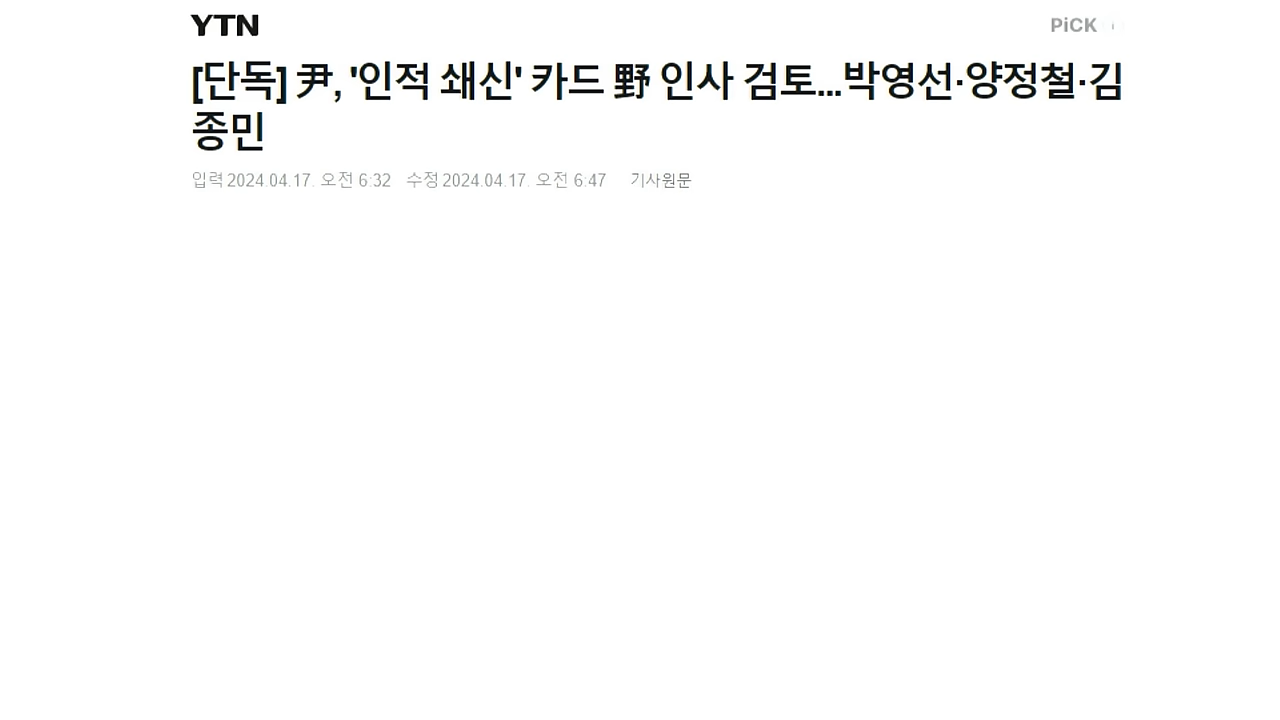 YTN
PiCK
[단독] 尹, '인적 쇄신' 카드 野 인사 검토...박영선·양정철·김
종민
입력 2024.04.17. 오전 6:32 수정 2024.04.17. 오전 6:47 기사원문